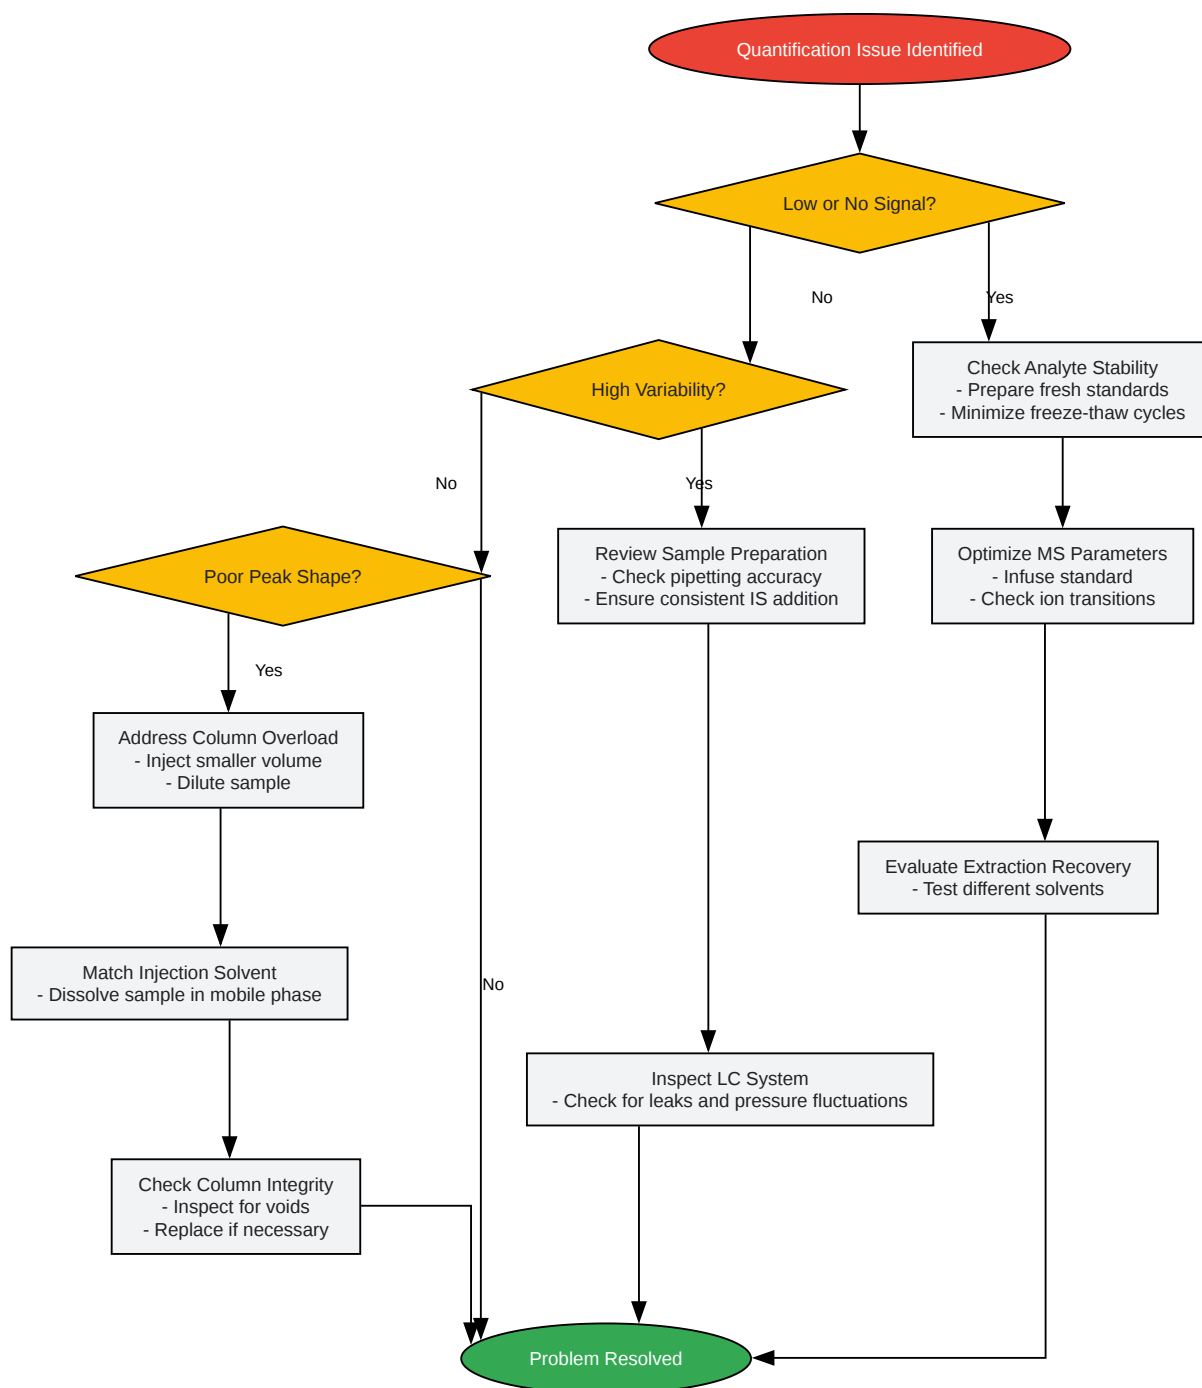 Quantification Issue Identified
Low or No Signal?
No
Yes
High Variability?
Check Analyte Stability
- Prepare fresh standards
- Minimize freeze-thaw cycles
No
Yes
Poor Peak Shape?
Review Sample Preparation
- Check pipetting accuracy
- Ensure consistent IS addition
Optimize MS Parameters
- Infuse standard
- Check ion transitions
Yes
Address Column Overload
- Inject smaller volume
- Dilute sample
Evaluate Extraction Recovery
- Test different solvents
Match Injection Solvent
- Dissolve sample in mobile phase
No
Inspect LC System
- Check for leaks and pressure fluctuations
Check Column Integrity
- Inspect for voids
- Replace if necessary
Problem Resolved